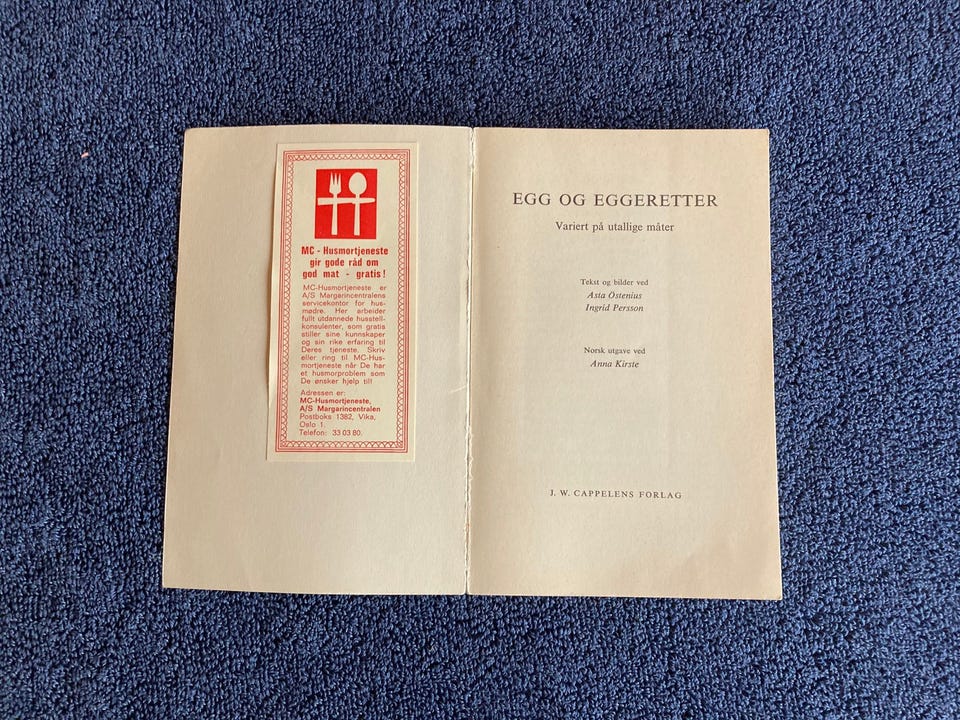 MC - Husmortjeneste
gir gode råd om
god mat - gratis!
MC-Husmortjeneste er
A/S Margarincentralens
servicekontor for hus-
mødre. Her arbeider
fullt utdannede husstell-
konsulenter, som gratis
stiller sine kunnskaper
og sin rike erfaring til
Deres tjeneste. Skriv
eller ring til MC-Hus-
mortjeneste når De har
et husmorproblem som
De ønsker hjelp til!
Adressen er:
MC-Husmortjeneste,
A/S Margarincentralen
Postboks 1382, Vika,
Oslo 1.
Telefon: 33 03 80.
EGG OG EGGERETTER
Variert på utallige måter
Tekst og bilder ved
Asta Östenius
Ingrid Persson
Norsk utgave ved
Anna Kirste
J. W. CAPPELENS FORLAG